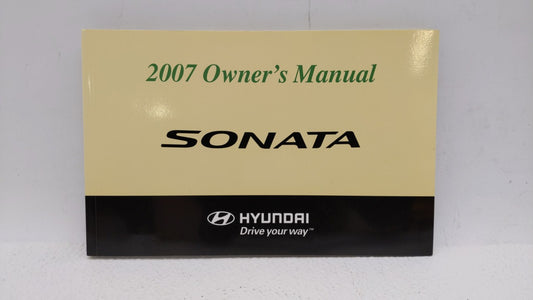 2007 Owner's Manual
SONATA
HYUNDAI
Drive your way™